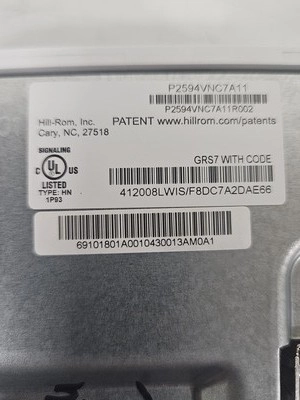 P2594VNC7A11
P2594VNC7A11R002
Hill-Rom, Inc.
Cary, NC, 27518
PATENT www.hillrom.com/patents
SIGNALING
C UL US
LISTED
TYPE: HN
1P93
GRS7 WITH CODE
412008LWIS/F8DC7A2DAE66
69101801A0010430013AM0A1